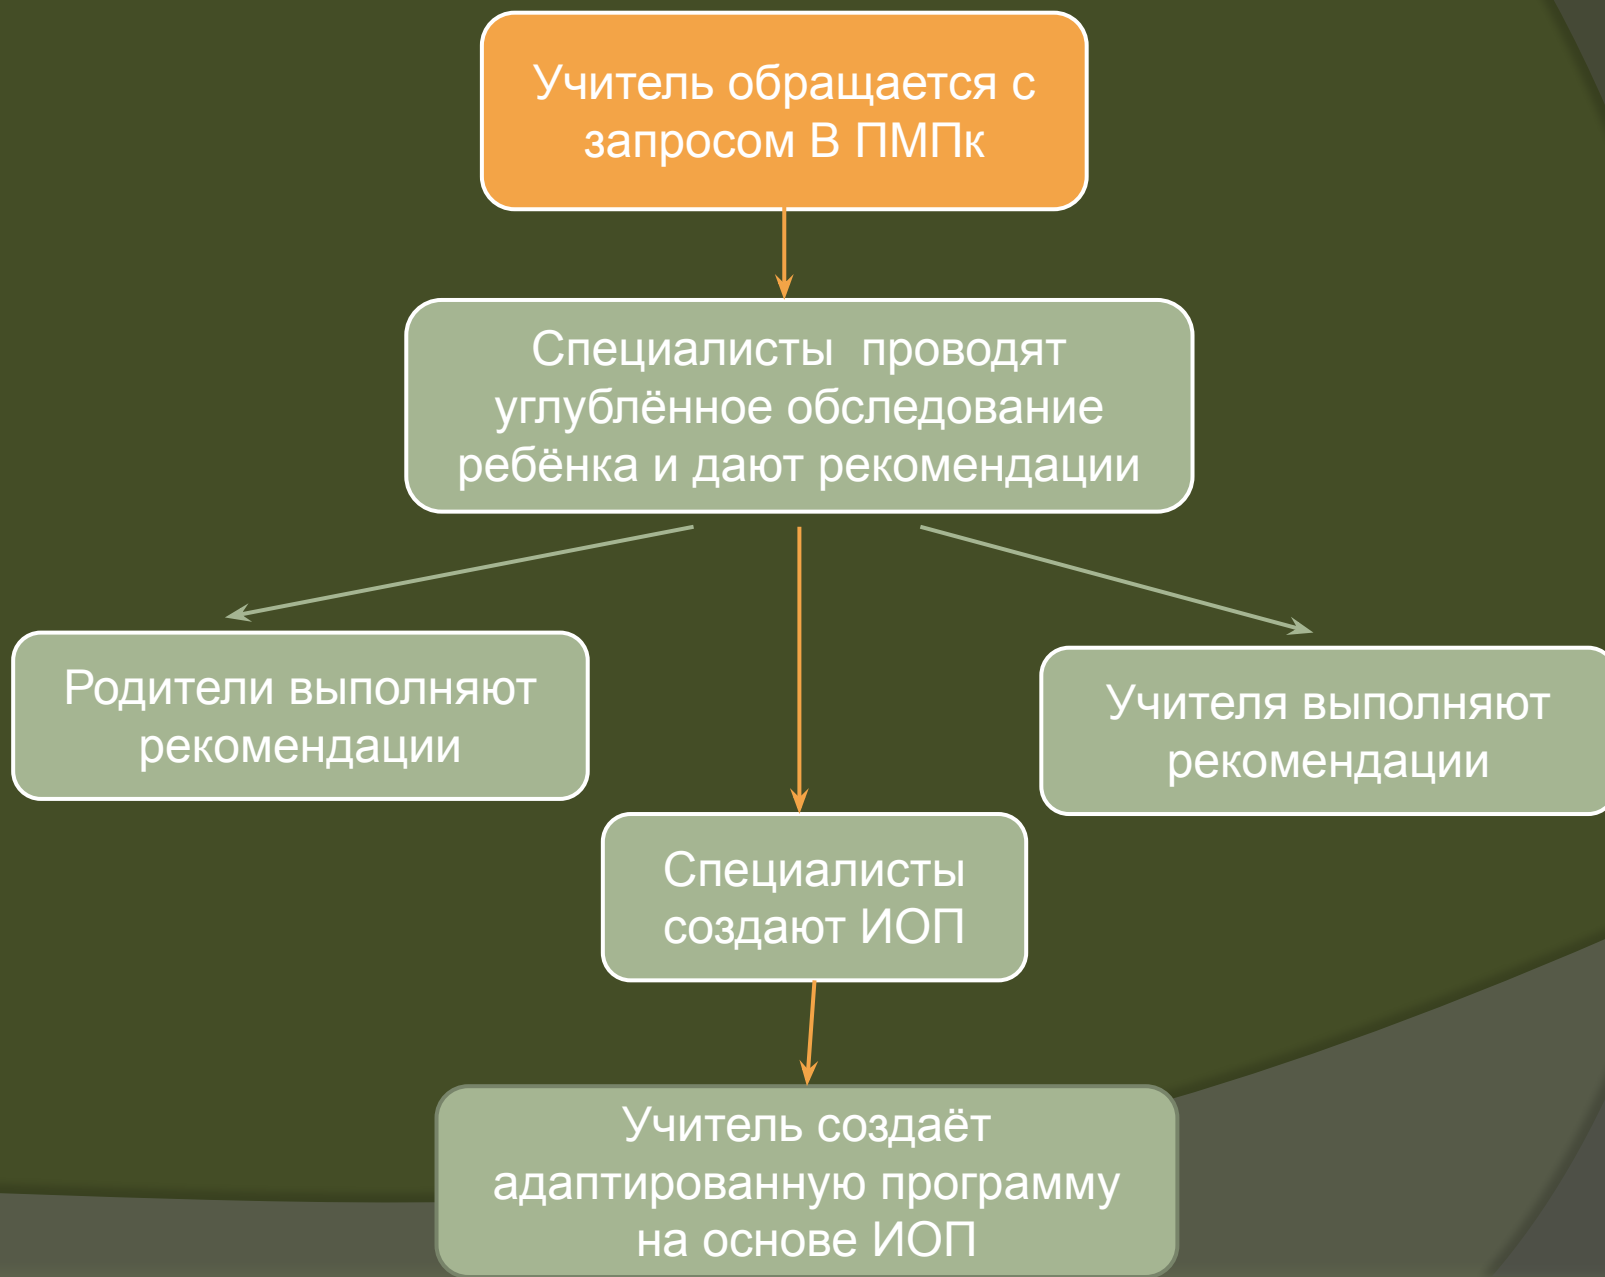 Учитель обращается с
запросом В ПМПк
Специалисты проводят
углублённое обследование
ребёнка и дают рекомендации
Родители выполняют
рекомендации
Учителя выполняют
рекомендации
Специалисты
создают ИОП
Учитель создаёт
адаптированную программу
на основе ИОП